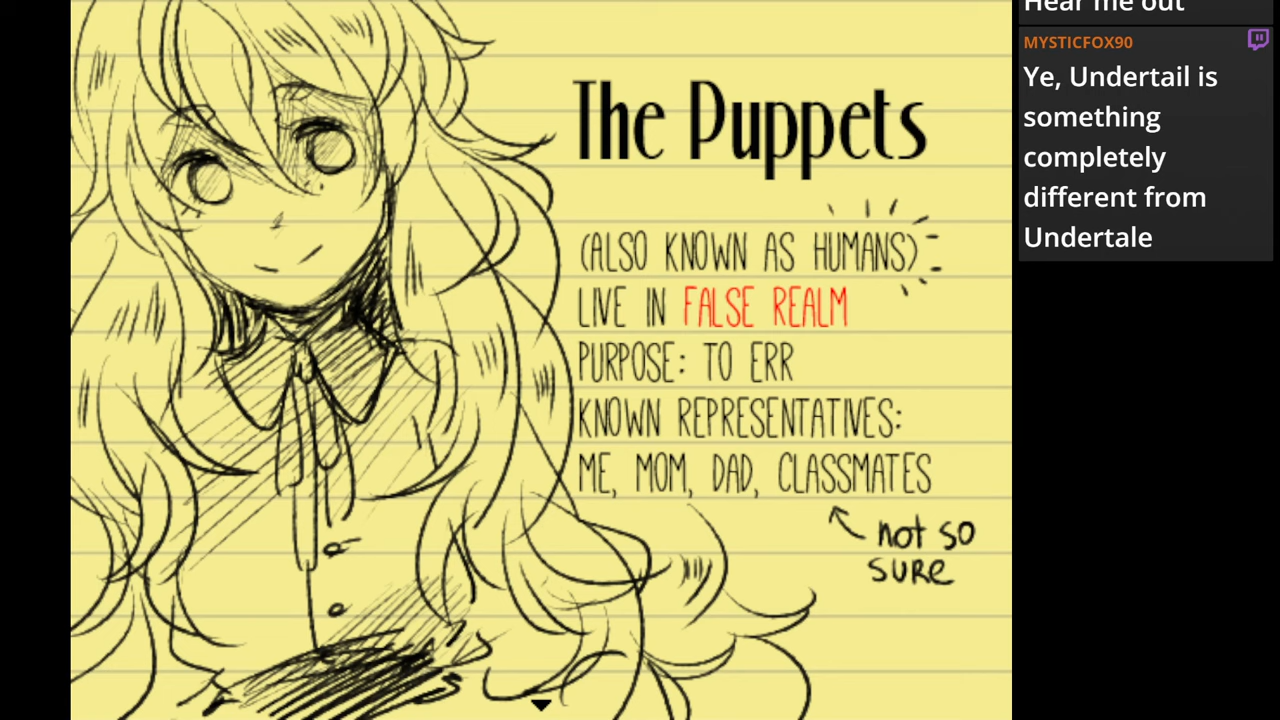 The Puppets
(ALSO KNOWN AS HUMANS)
LIVE IN FALSE REALM
PURPOSE: TO ERR
KNOWN REPRESENTATIVES:
ME, MOM, DAD, CLASSMATES
not so
sure
Hear me out
MYSTICFOX90
Ye, Undertail is
something
completely
different from
Undertale